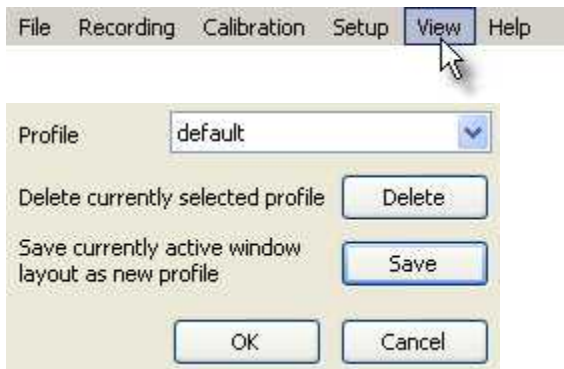 File Recording Calibration Setup View Help
Profile default
Delete currently selected profile Delete
Save currently active window
layout as new profile Save
OK Cancel